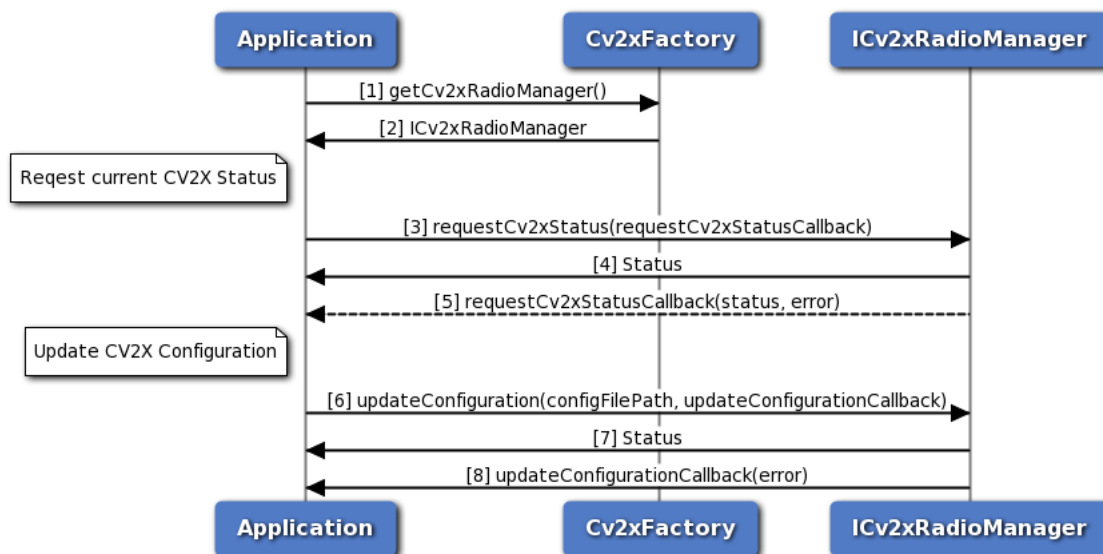 Application
Cv2xFactory
ICv2xRadioManager
[1] getCv2xRadioManager()
[2] ICv2xRadioManager
Reqest current CV2X Status
[3] requestCv2xStatus(requestCv2xStatusCallback)
[4] Status
[5] requestCv2xStatusCallback(status, error)
Update CV2X Configuration
[6] updateConfiguration(configFilePath, updateConfigurationCallback)
[7] Status
[8] updateConfigurationCallback(error)
Application
Cv2xFactory
ICv2xRadioManager